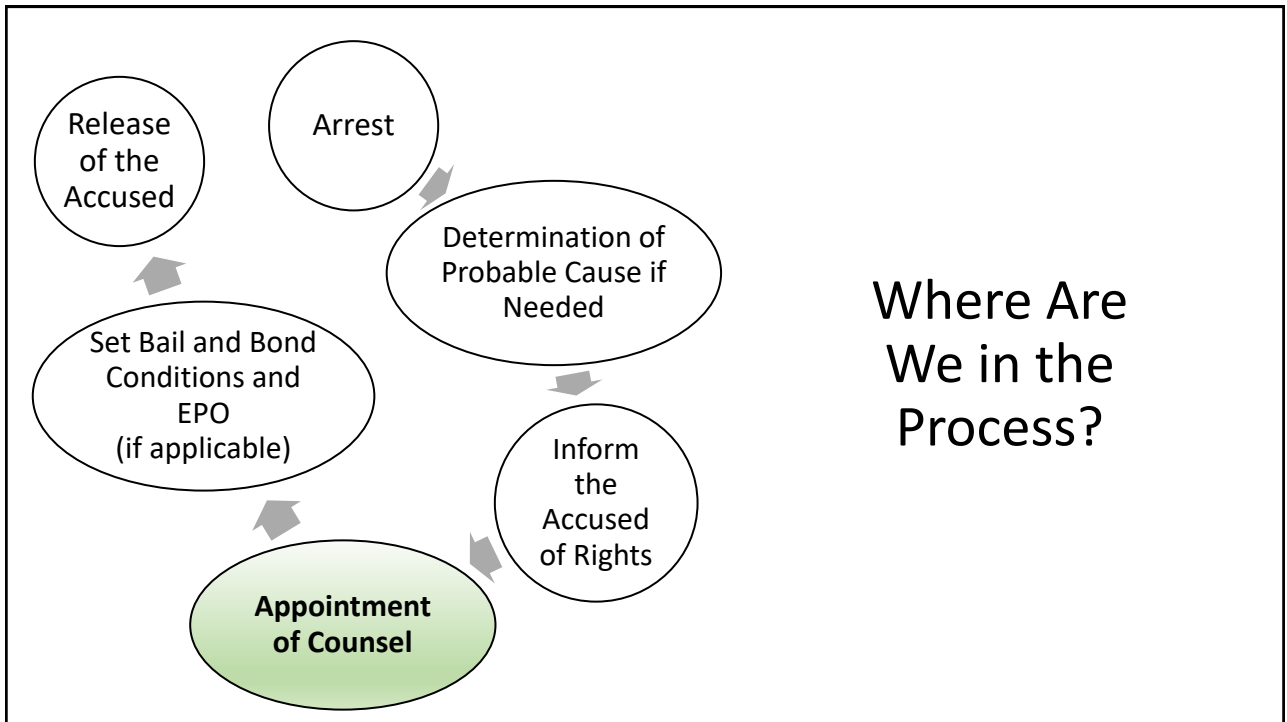 Arrest
Determination of
Probable Cause if
Needed
Inform
the
Accused
of Rights
Appointment
of Counsel
Set Bail and Bond
Conditions and
EPO
(if applicable)
Release
of the
Accused
Where Are
We in the
Process?